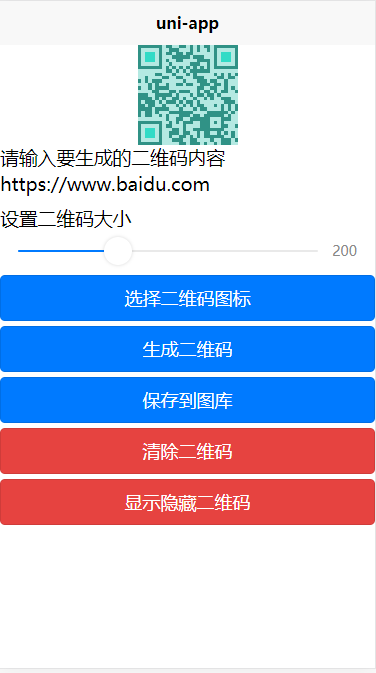 uni-app
请输入要生成的二维码内容
https://www.baidu.com
设置二维码大小
200
选择二维码图标
生成二维码
保存到图库
清除二维码
显示隐藏二维码